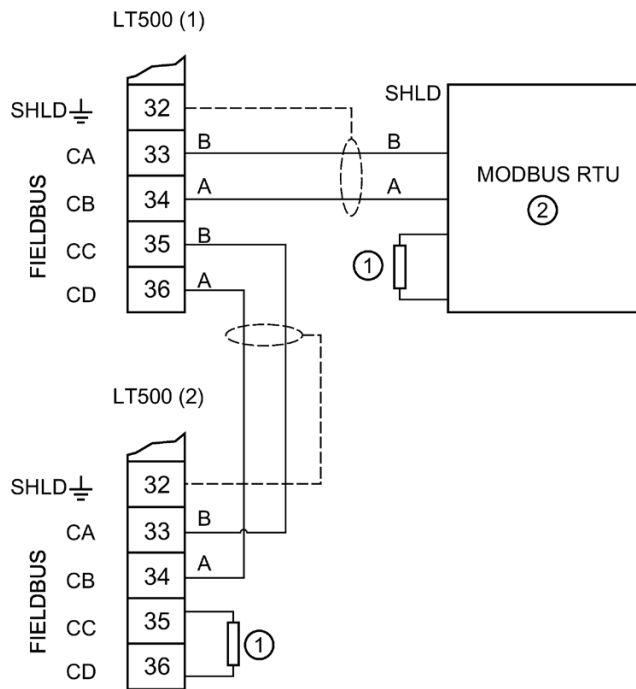 LT500 (1)
SHLD 32
SHLD
CA 33 B B
MODBUS RTU
CB 34 A A
2
FIELDBUS
CC 35 B
1
CD 36 A
LT500 (2)
SHLD 32
CA 33 B
CB 34 A
FIELDBUS
CC 35
1
CD 36